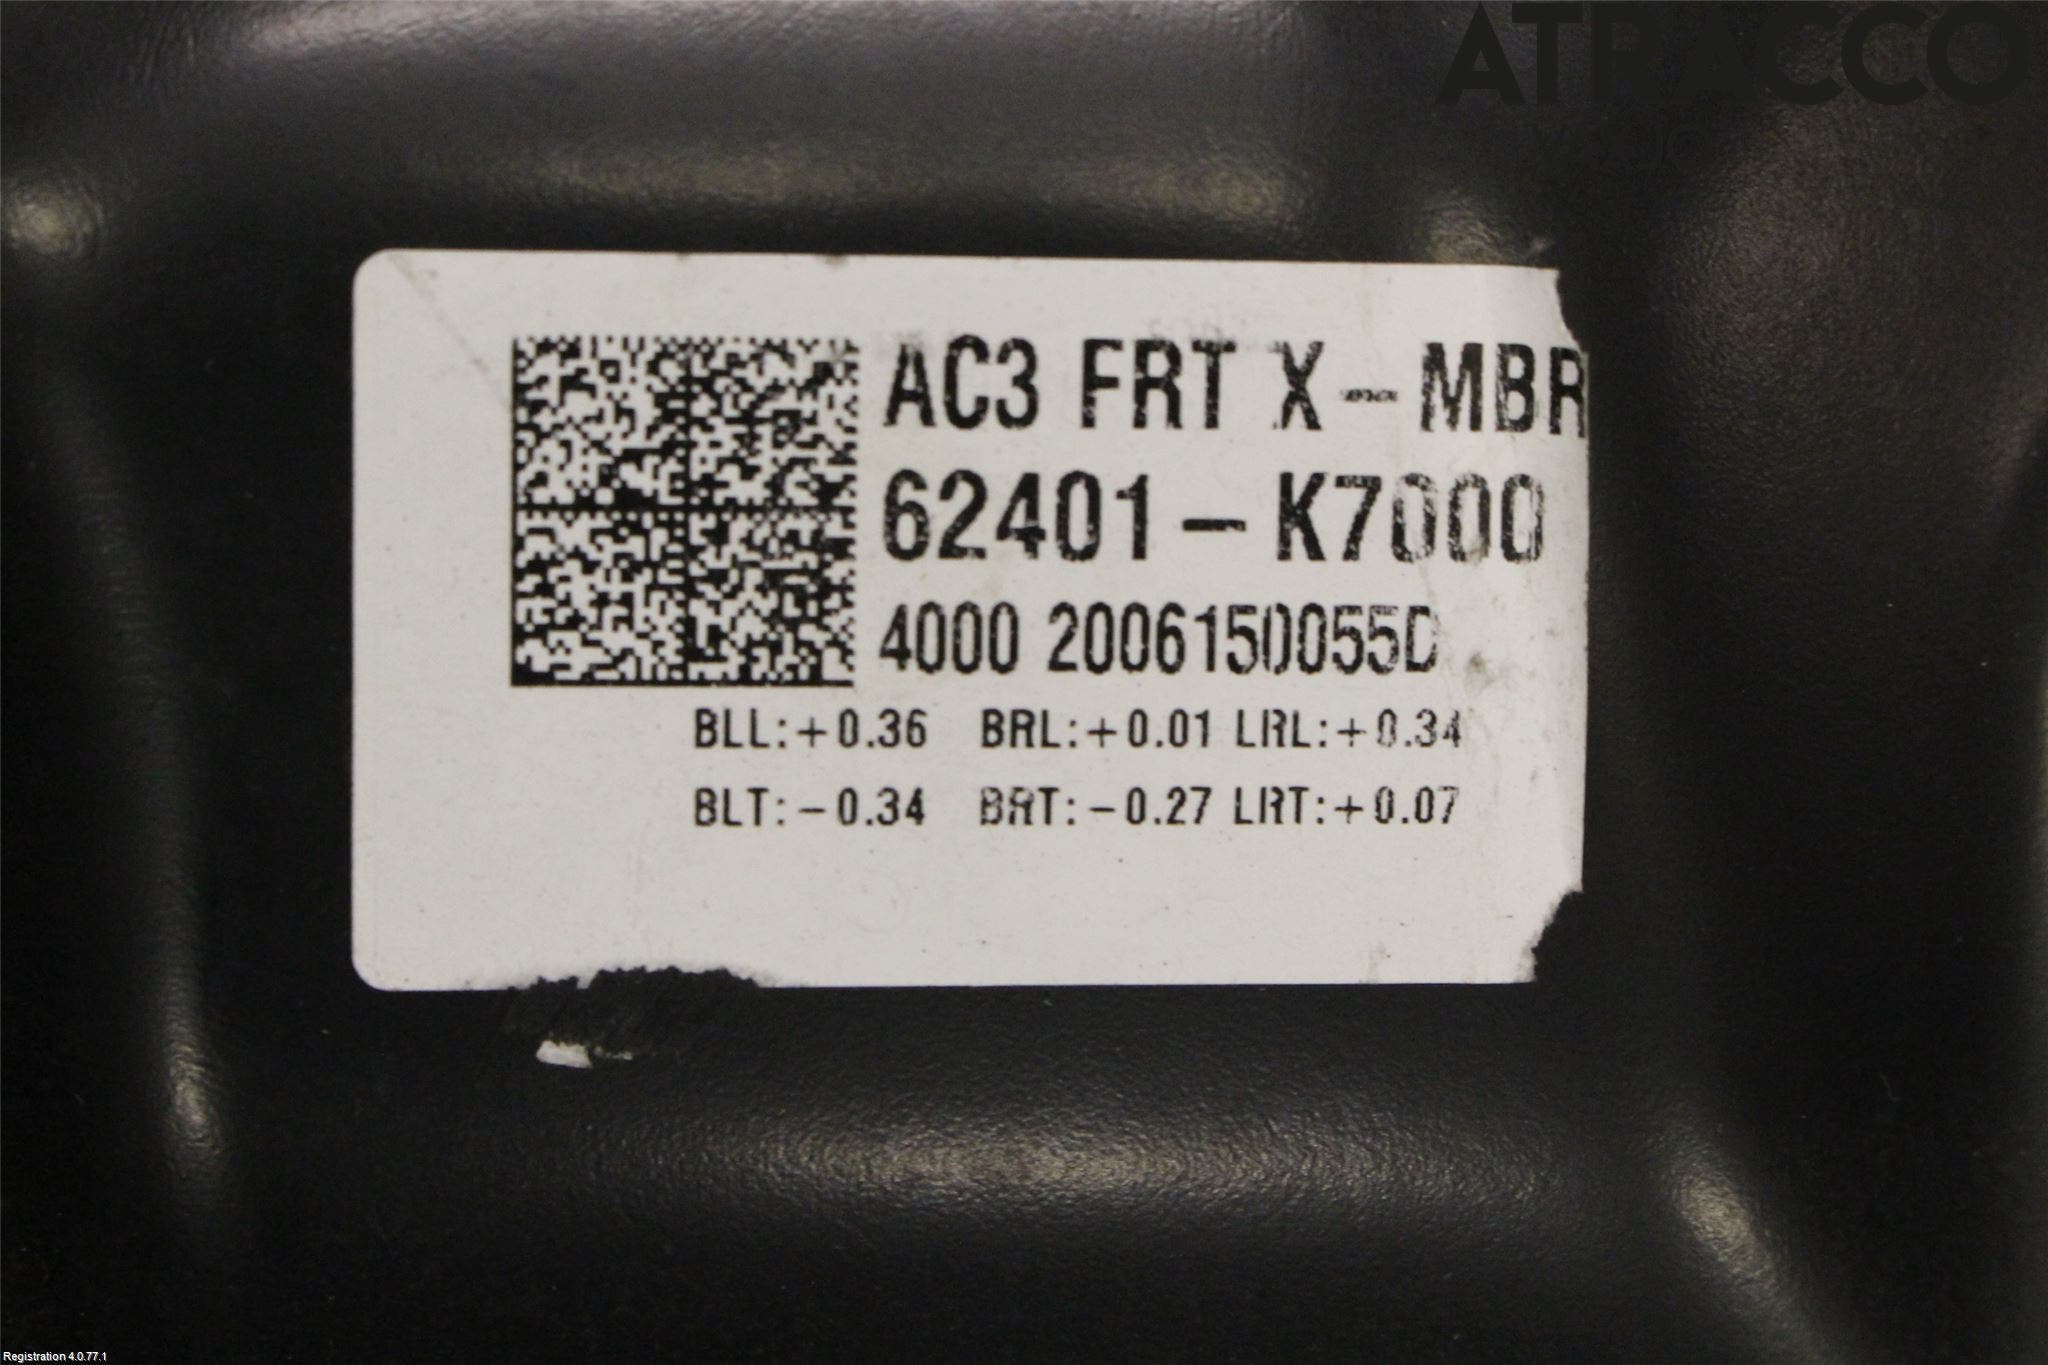 ATRACCO
AC3 FRT X-MBR
62401-K7000
4000 2006150055D
BLL:+0.36 BRL:+0.01 LRL:+0.34
BLT:-0.34 BRT:-0.27 LRT:+0.07
Registration 4.0.77.1